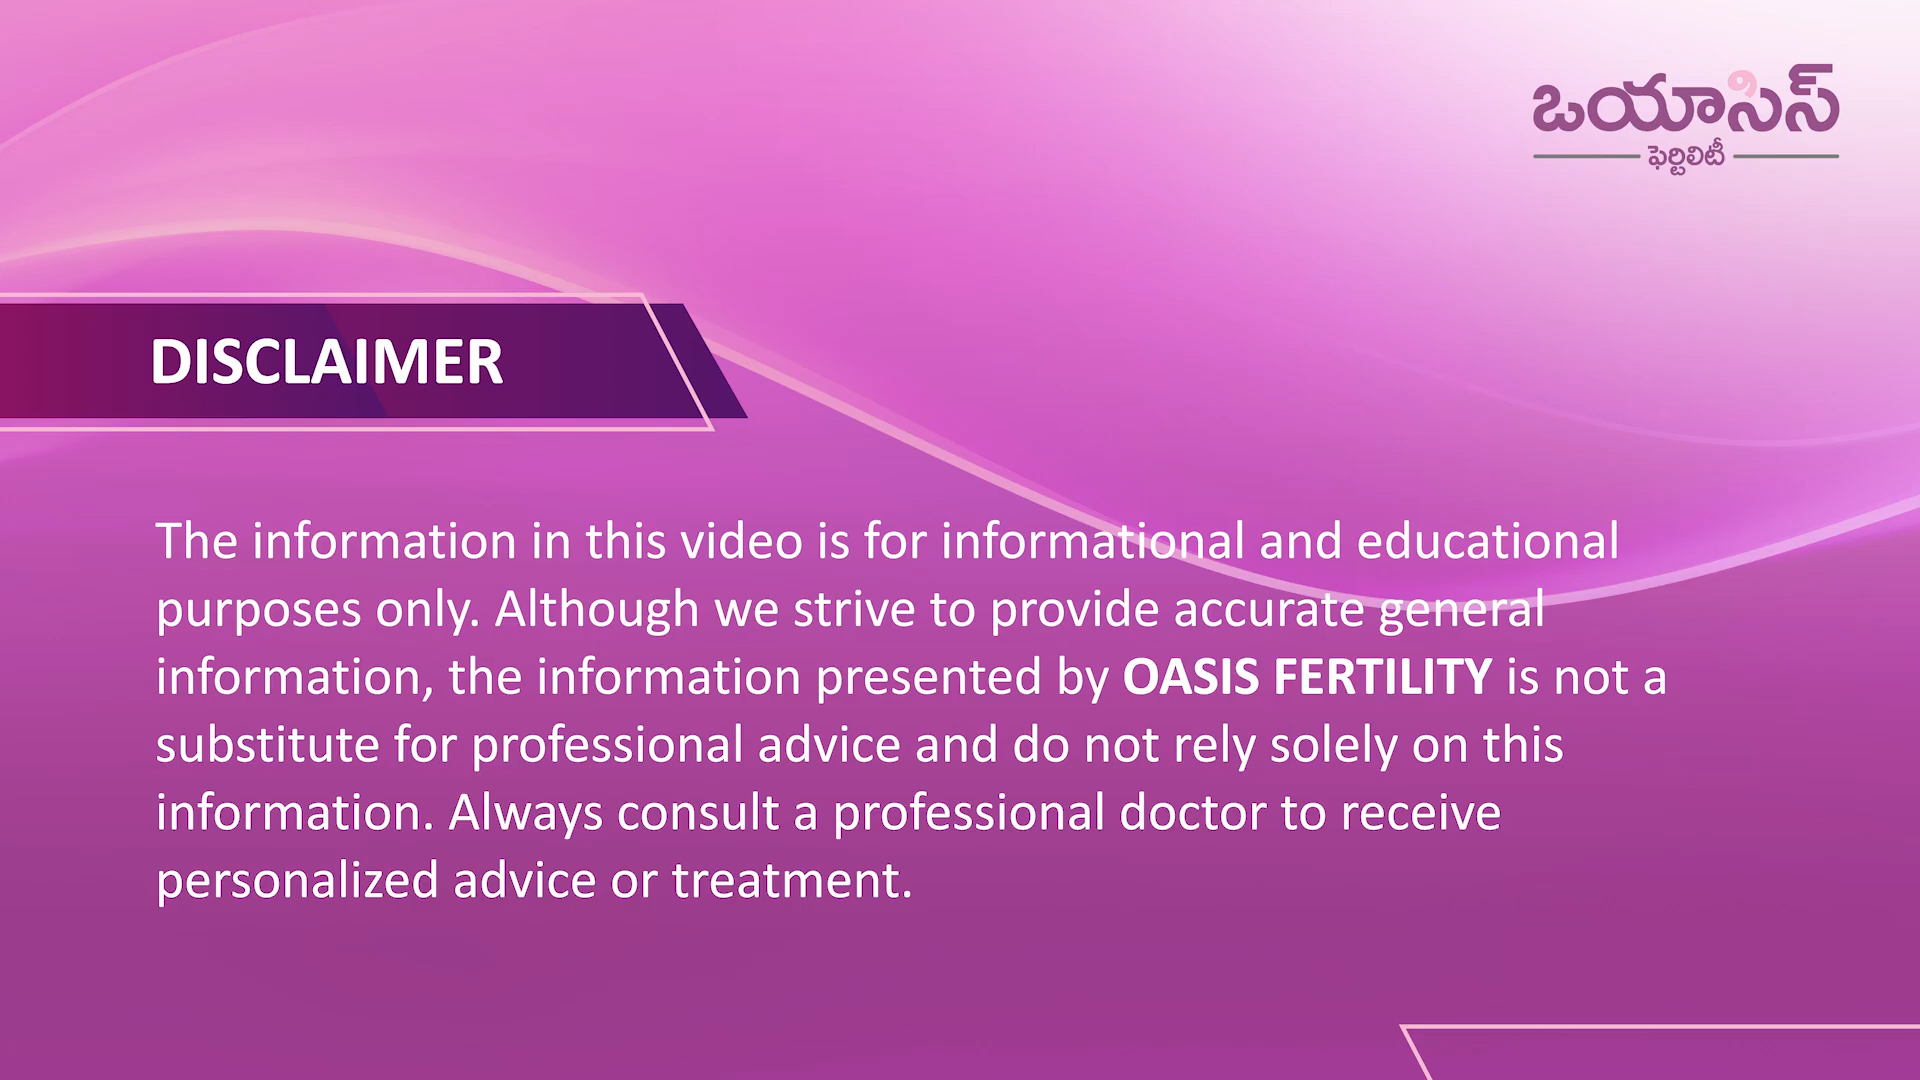 ఒయాసిస్
ఫెర్టిలిటీ
DISCLAIMER
The information in this video is for informational and educational
purposes only. Although we strive to provide accurate general
information, the information presented by OASIS FERTILITY is not a
substitute for professional advice and do not rely solely on this
information. Always consult a professional doctor to receive
personalized advice or treatment.